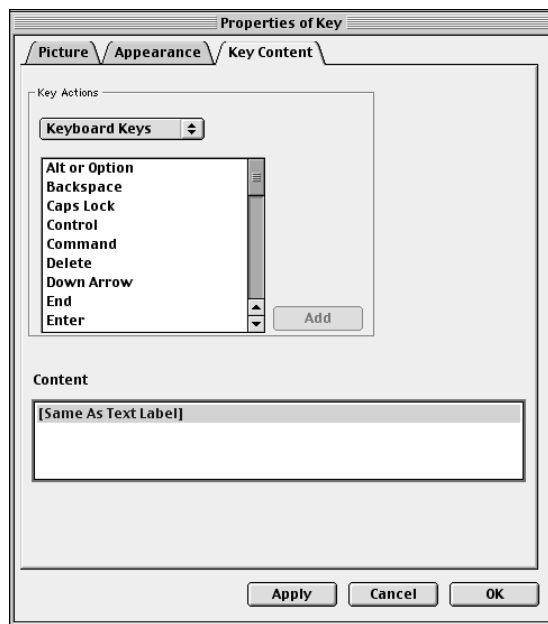 Properties of Key
Picture Appearance Key Content
Key Actions
Keyboard Keys
Alt or Option
Backspace
Caps Lock
Control
Command
Delete
Down Arrow
End
Enter
Add
Content
[Same As Text Label]
Apply Cancel OK